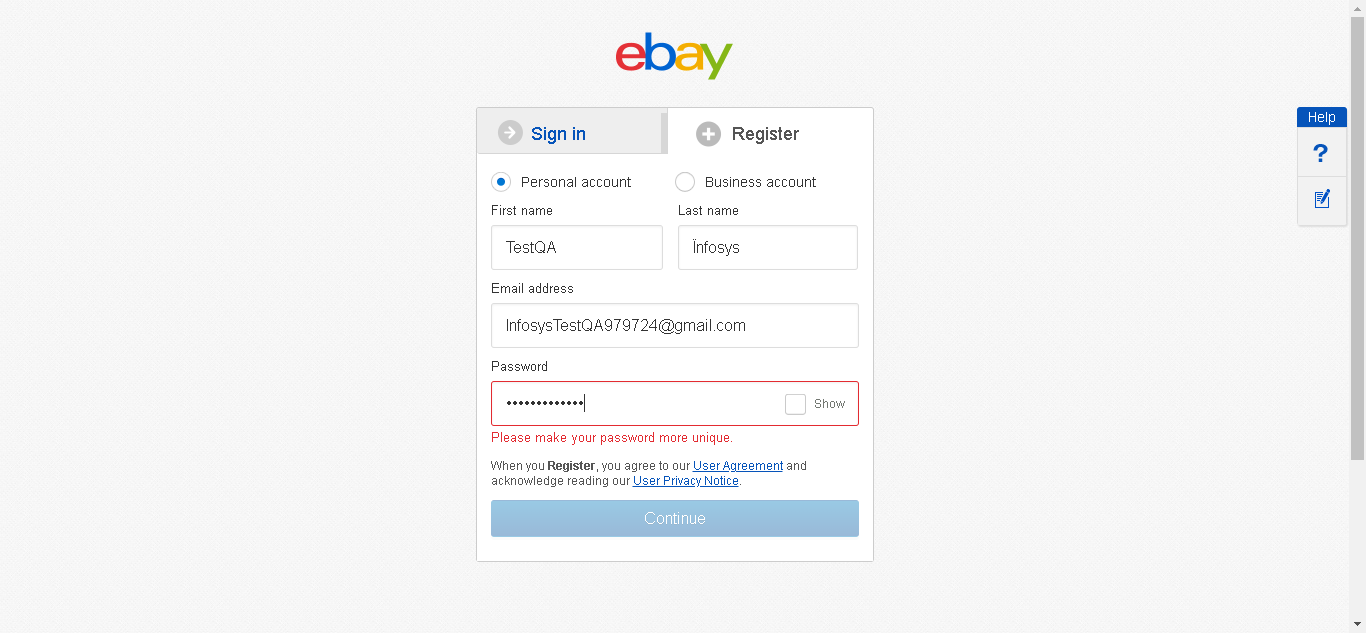 ebay
Sign in
Register
Help
?
Personal account
Business account
First name
Last name
TestQA
Ïnfosys
Email address
InfosysTestQA979724@gmail.com
Password
•••••••••••••
Show
Please make your password more unique.
When you Register, you agree to our User Agreement and
acknowledge reading our User Privacy Notice.
Continue